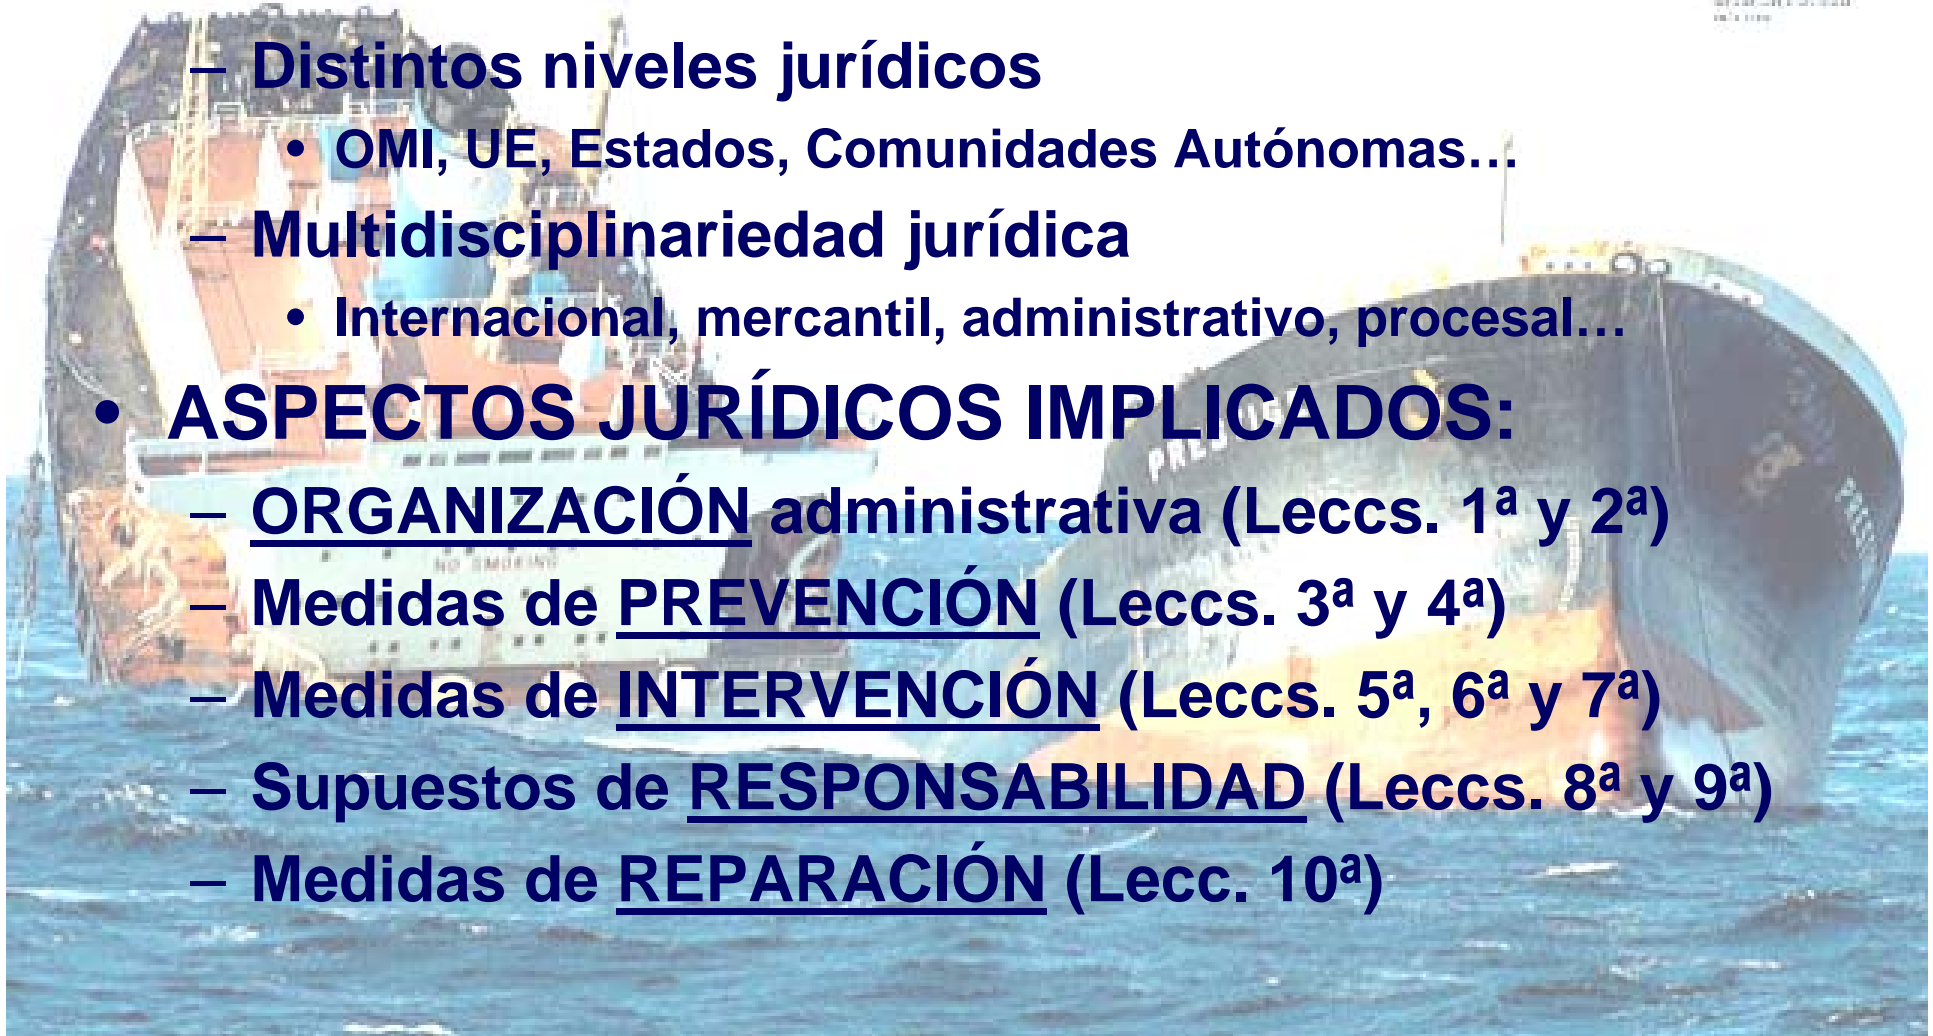 – Distintos niveles jurídicos
• OMI, UE, Estados, Comunidades Autónomas…
– Multidisciplinariedad jurídica
• Internacional, mercantil, administrativo, procesal…
• ASPECTOS JURÍDICOS IMPLICADOS:
– ORGANIZACIÓN administrativa (Leccs. 1ª y 2ª)
NO SMOKING
– Medidas de PREVENCIÓN (Leccs. 3ª y 4ª)
– Medidas de INTERVENCIÓN (Leccs. 5ª, 6ª y 7ª)
– Supuestos de RESPONSABILIDAD (Leccs. 8ª y 9ª)
– Medidas de REPARACIÓN (Lecc. 10ª)